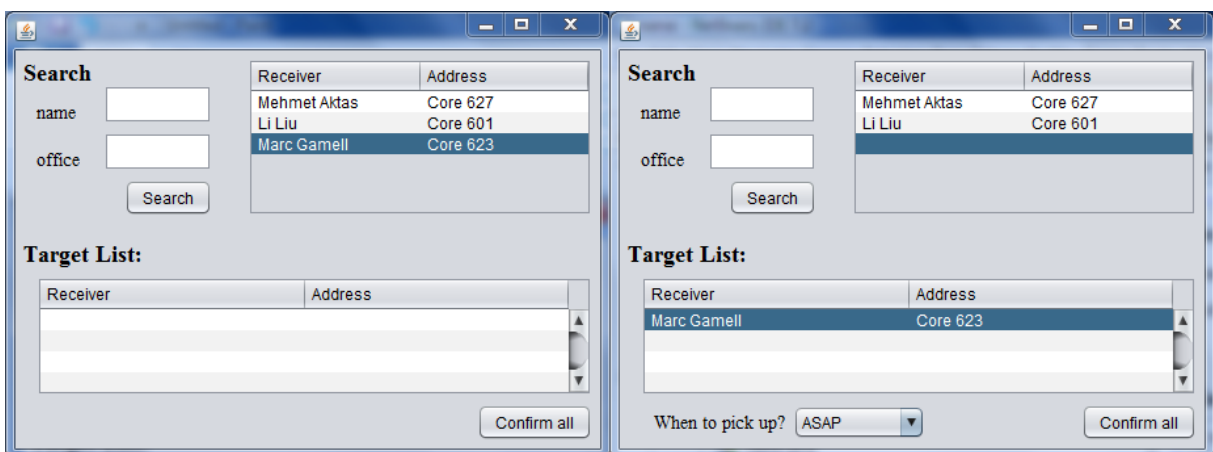 Search
name
office
Search
Receiver Address
Mehmet Aktas Core 627
Li Liu Core 601
Marc Gamell Core 623
Target List:
Receiver Address
Confirm all
Search
name
office
Search
Receiver Address
Mehmet Aktas Core 627
Li Liu Core 601
Target List:
Receiver Address
Marc Gamell Core 623
When to pick up? ASAP
Confirm all